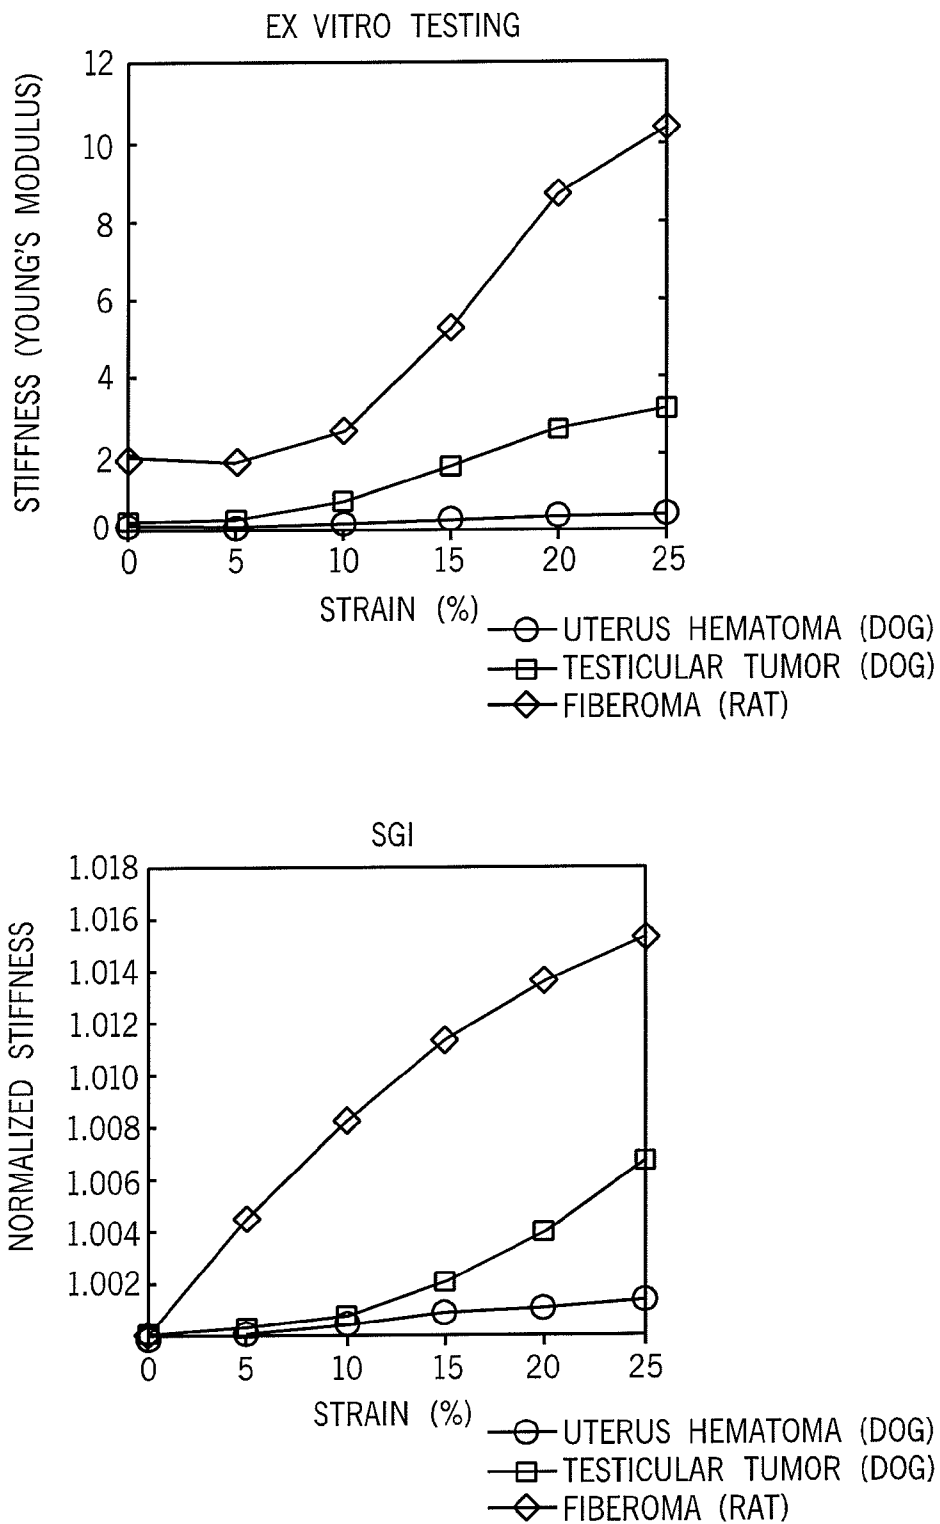 EX VITRO TESTING
STIFFNESS (YOUNG'S MODULUS)
12
10
8
6
4
2
0
0 5 10 15 20 25
STRAIN (%)
UTERUS HEMATOMA (DOG)
TESTICULAR TUMOR (DOG)
FIBEROMA (RAT)
SGI
NORMALIZED STIFFNESS
1.018
1.016
1.014
1.012
1.010
1.008
1.006
1.004
1.002
0 5 10 15 20 25
STRAIN (%)
UTERUS HEMATOMA (DOG)
TESTICULAR TUMOR (DOG)
FIBEROMA (RAT)